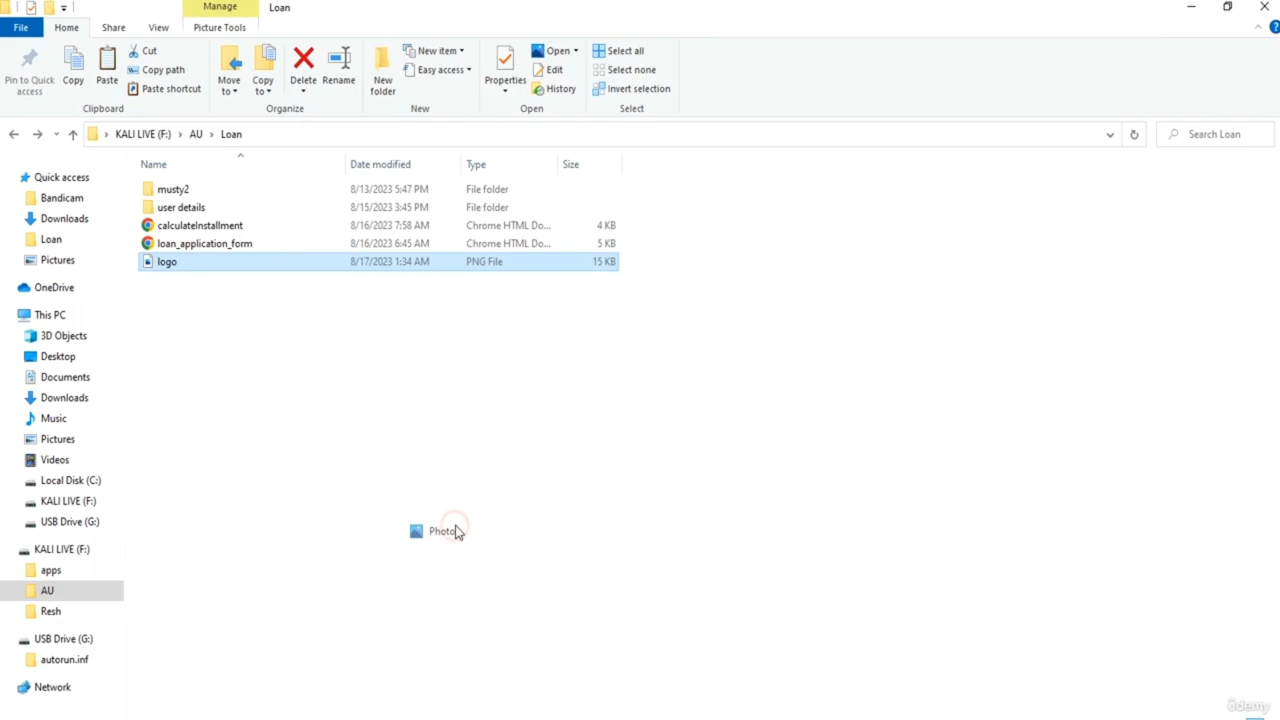 Manage
Loan
File
Home
Share
View
Picture Tools
Pin to Quick access
Copy
Paste
Cut
Copy path
Paste shortcut
Clipboard
Move to
Copy to
Delete
Rename
Organize
New folder
New item
Easy access
New
Properties
Open
Edit
History
Open
Select all
Select none
Invert selection
Select
KALI LIVE (F:) > AU > Loan
Search Loan
Name Date modified Type Size
musty2 8/13/2023 5:47 PM File folder
user details 8/15/2023 3:45 PM File folder
calculateInstallment 8/16/2023 7:58 AM Chrome HTML Do... 4 KB
loan_application_form 8/16/2023 6:45 AM Chrome HTML Do... 5 KB
logo 8/17/2023 1:34 AM PNG File 15 KB
Quick access
Bandicam
Downloads
Loan
Pictures
OneDrive
This PC
3D Objects
Desktop
Documents
Downloads
Music
Pictures
Videos
Local Disk (C:)
KALI LIVE (F:)
USB Drive (G:)
KALI LIVE (F:)
apps
AU
Resh
USB Drive (G:)
autorun.inf
Network
Photo
ûdemy